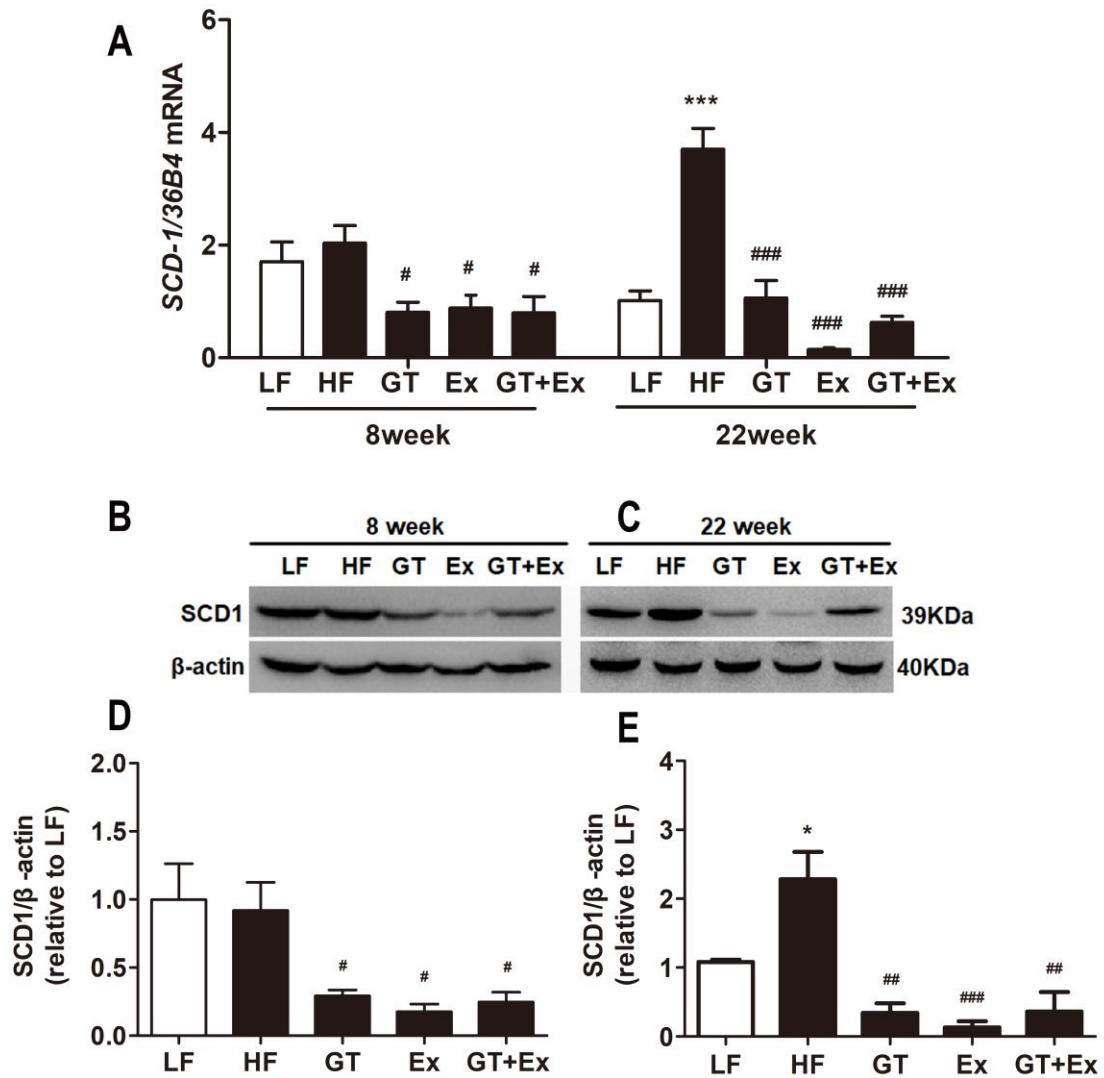 A
SCD-1/36B4 mRNA
6
4
2
0
***
# # #
###
###
###
LF HF GT Ex GT+Ex LF HF GT Ex GT+Ex
8week 22week
B
8 week
LF HF GT Ex GT+Ex
C
22 week
LF HF GT Ex GT+Ex
SCD1
39KDa
β-actin
40KDa
D
SCD1/β -actin
(relative to LF)
2.0
1.5
1.0
0.5
0.0
# # #
LF HF GT Ex GT+Ex
E
SCD1/β -actin
(relative to LF)
4
3
2
1
0
*
##
###
##
LF HF GT Ex GT+Ex